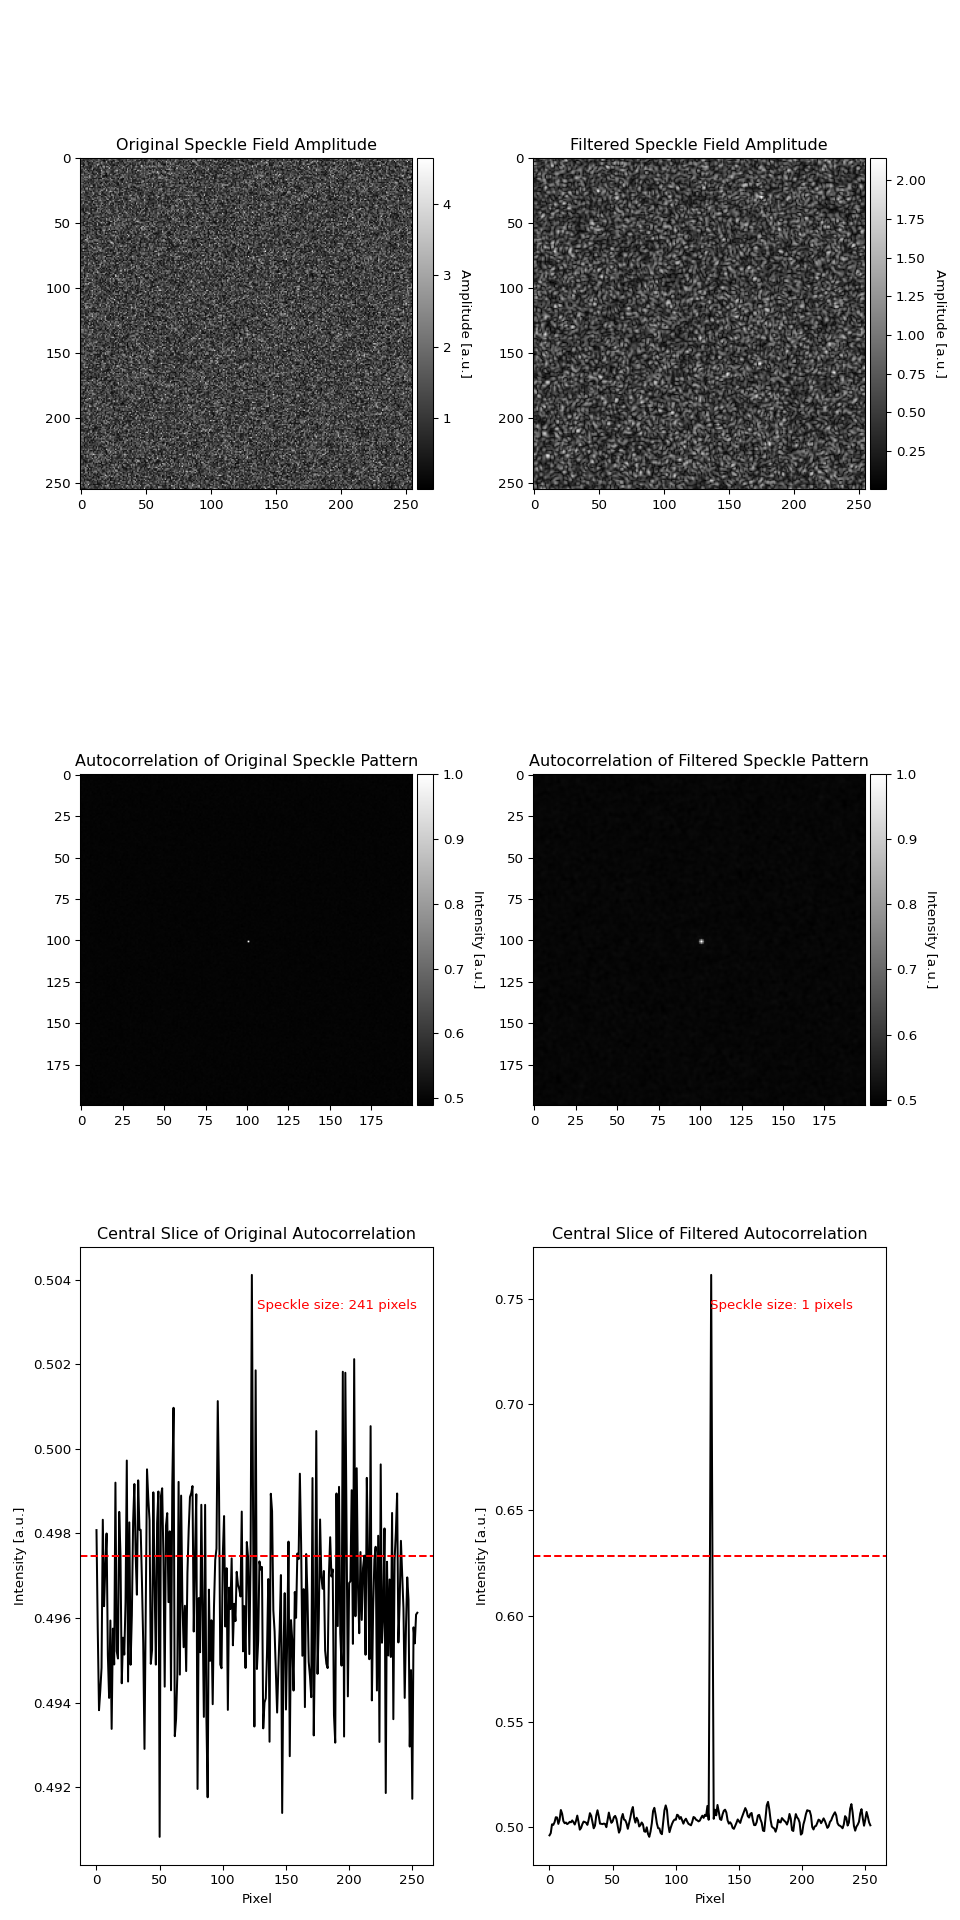 Original Speckle Field Amplitude
0
50
100
150
200
250
0 50 100 150 200 250
4
3
2
1
Amplitude [a.u.]
Filtered Speckle Field Amplitude
0
50
100
150
200
250
0 50 100 150 200 250
2.00
1.75
1.50
1.25
1.00
0.75
0.50
0.25
Amplitude [a.u.]
Autocorrelation of Original Speckle Pattern
0
25
50
75
100
125
150
175
0 25 50 75 100 125 150 175
1.0
0.9
0.8
0.7
0.6
0.5
Intensity [a.u.]
Autocorrelation of Filtered Speckle Pattern
0
25
50
75
100
125
150
175
0 25 50 75 100 125 150 175
1.0
0.9
0.8
0.7
0.6
0.5
Intensity [a.u.]
Central Slice of Original Autocorrelation
Speckle size: 241 pixels
0.504
0.502
0.500
0.498
0.496
0.494
0.492
Intensity [a.u.]
0 50 100 150 200 250
Pixel
Central Slice of Filtered Autocorrelation
Speckle size: 1 pixels
0.75
0.70
0.65
0.60
0.55
0.50
Intensity [a.u.]
0 50 100 150 200 250
Pixel